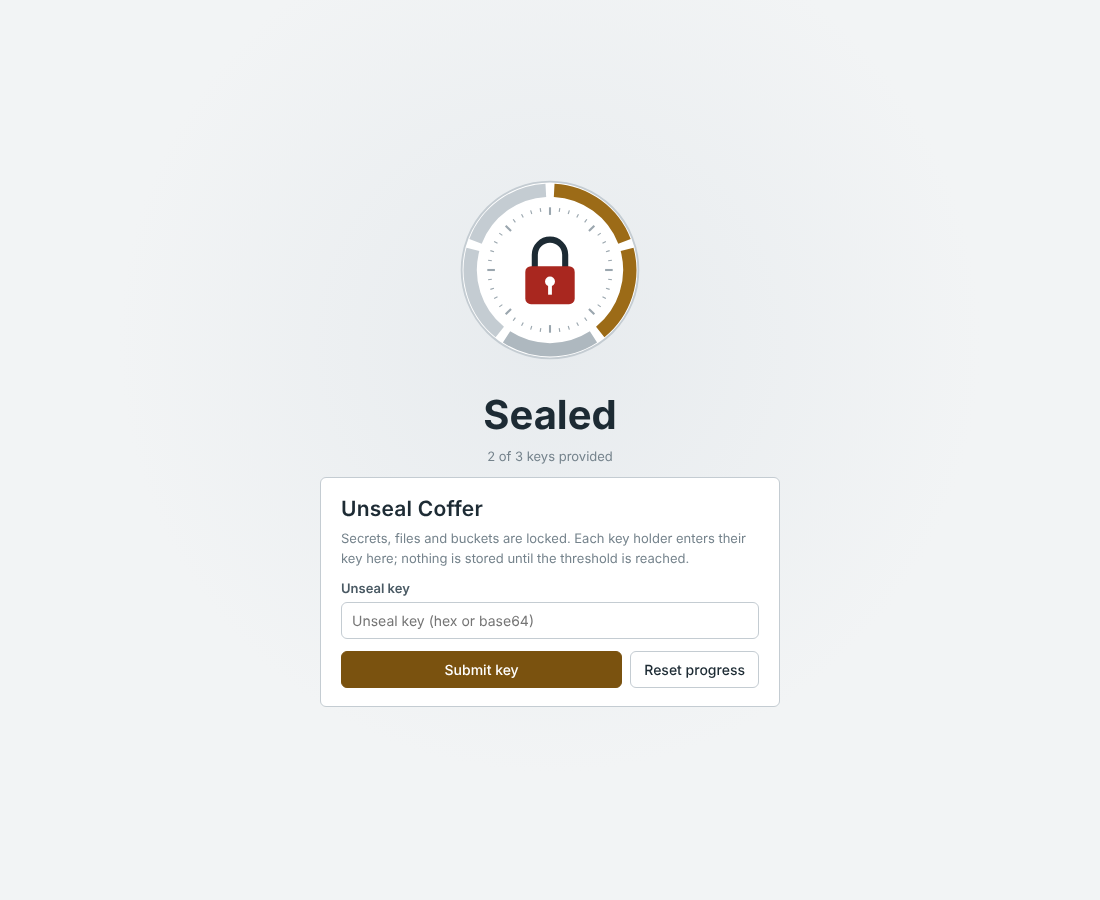 Sealed
2 of 3 keys provided
Unseal Coffer
Secrets, files and buckets are locked. Each key holder enters their
key here; nothing is stored until the threshold is reached.
Unseal key
Unseal key (hex or base64)
Submit key
Reset progress